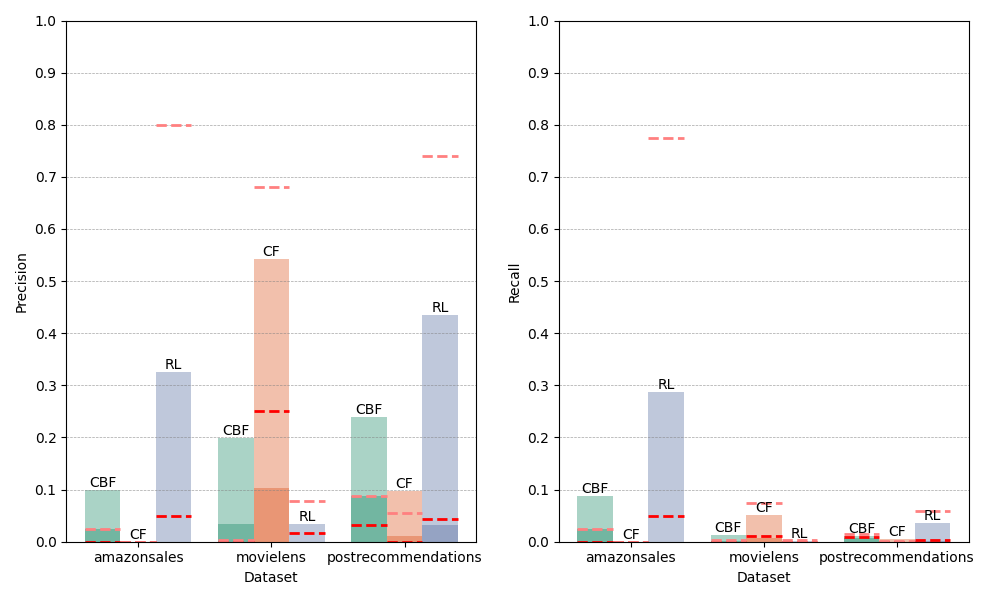 1.0
0.9
0.8
0.7
0.6
0.5
0.4
0.3
0.2
0.1
0.0
Precision
CBF
CF
RL
CBF
CF
RL
CBF
CF
RL
amazonsales
movielens
postrecommendations
Dataset
1.0
0.9
0.8
0.7
0.6
0.5
0.4
0.3
0.2
0.1
0.0
Recall
CBF
CF
RL
CBF
CF
RL
CBF
CF
RL
amazonsales
movielens
postrecommendations
Dataset